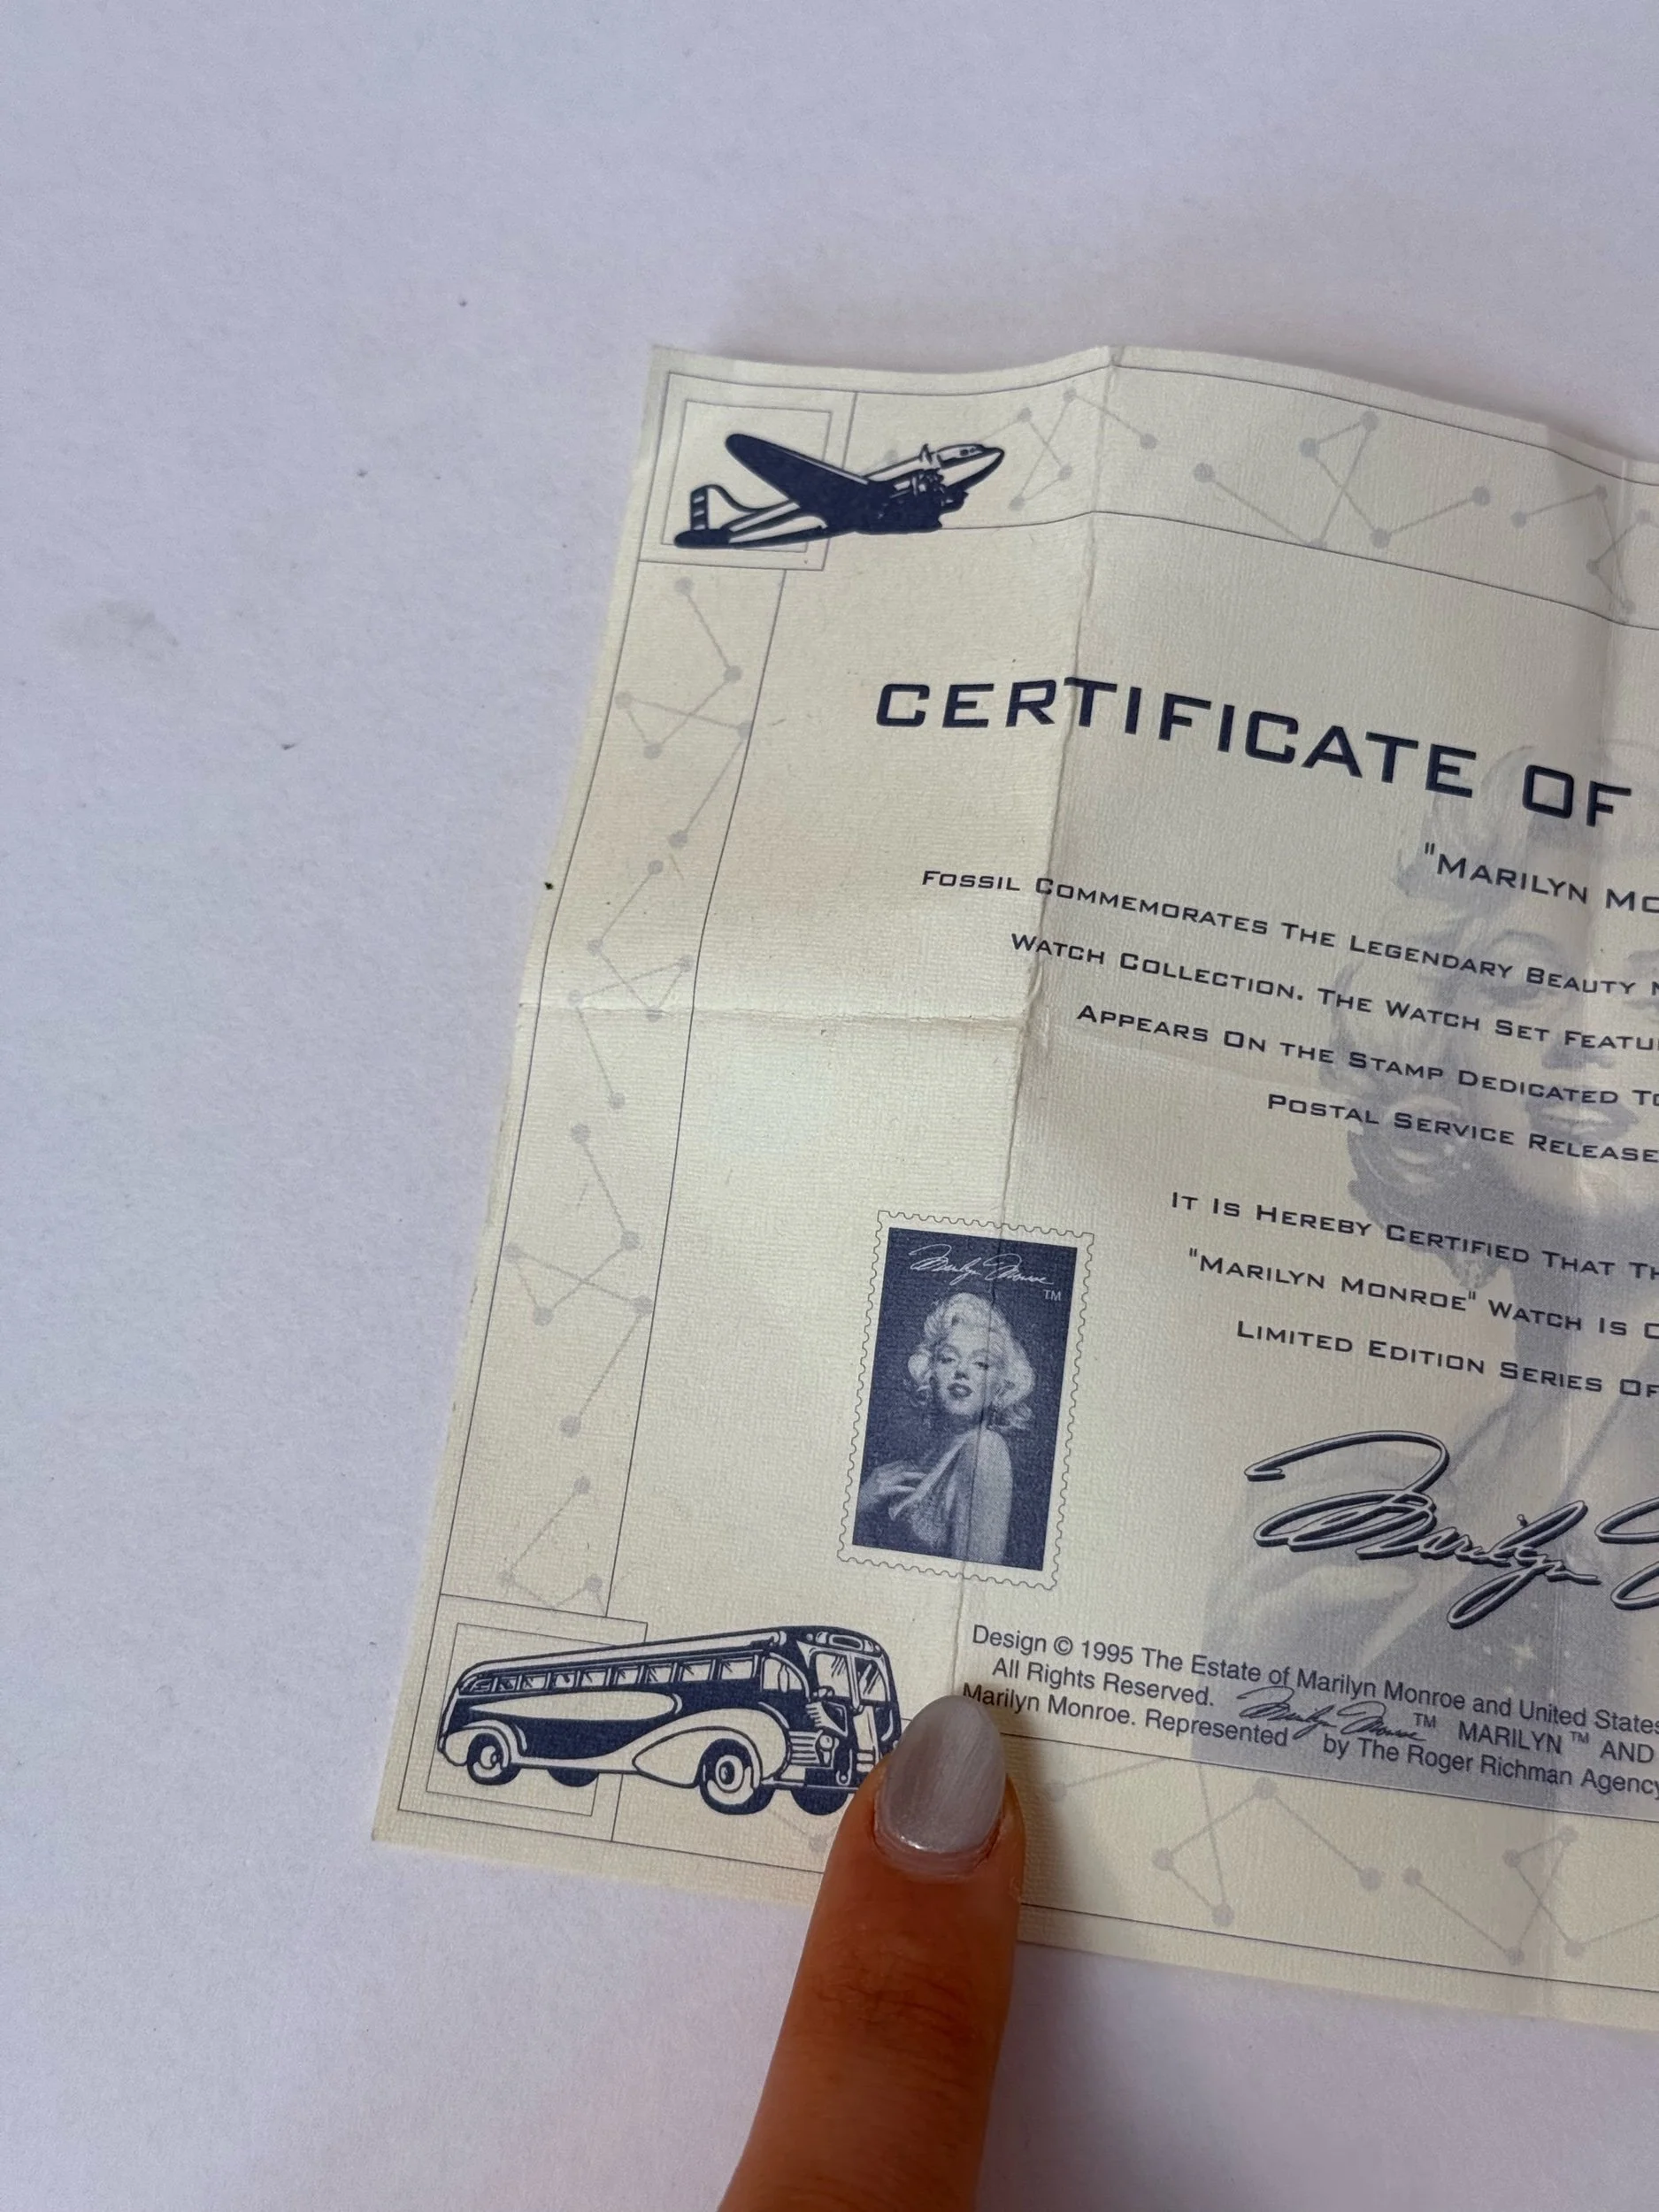 CERTIFICATE OF
"MARILYN
FOSSIL COMMEMORATES THE LEGENDARY BEAUTY
WATCH COLLECTION. THE WATCH SET
APPEARS ON THE STAMP DEDICATED
POSTAL SERVICE
IT IS HEREBY CERTIFIED THAT
"MARILYN MONROE" WATCH IS
LIMITED EDITION SERIES
Marilyn Monroe
TM
Marilyn
Design © 1995 The Estate of Marilyn Monroe and United States
All Rights Reserved. Marilyn Monroe TM MARILYN TM AND
Marilyn Monroe. Represented by The Roger Richman Agency